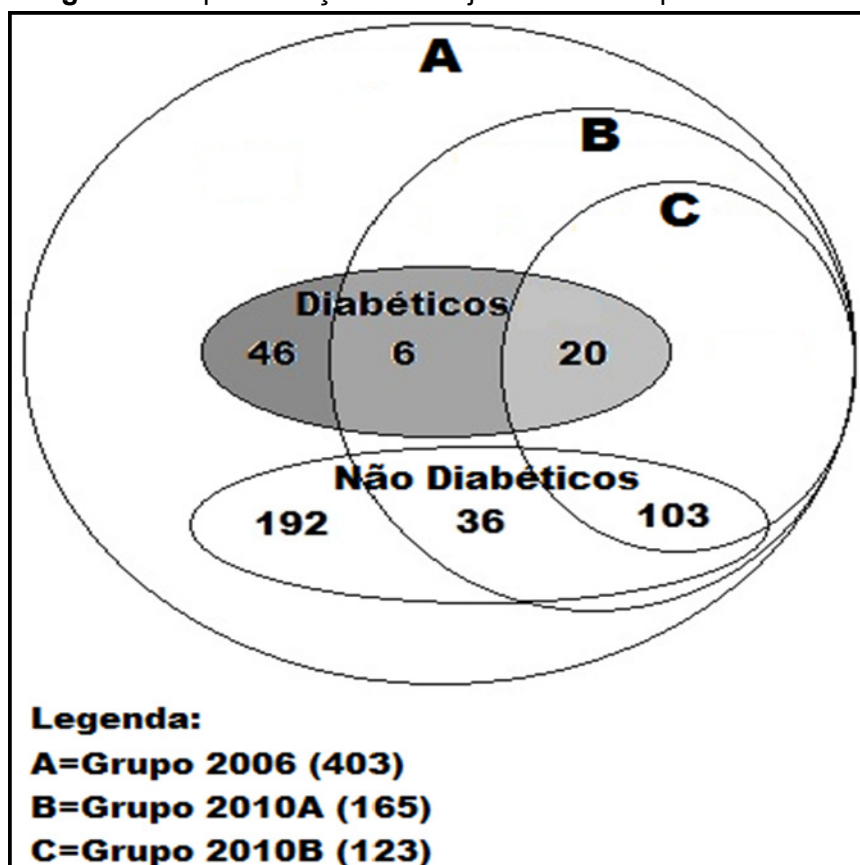 A
B
C
Diabéticos
46 6 20
Não Diabéticos
192 36 103
Legenda:
A=Grupo 2006 (403)
B=Grupo 2010A (165)
C=Grupo 2010B (123)